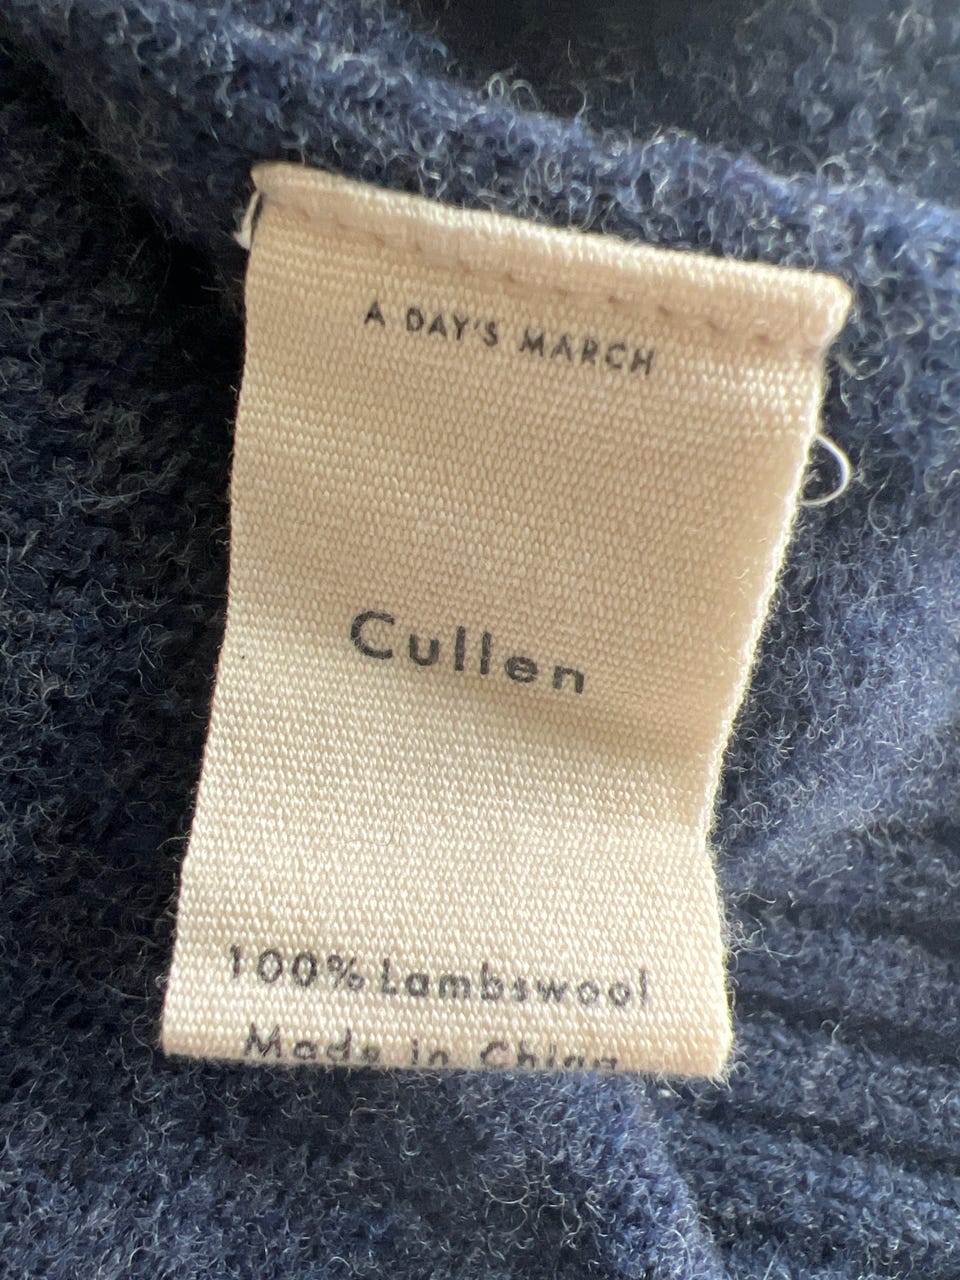 A DAY'S MARCH
Cullen
100% Lambswool
Made in China